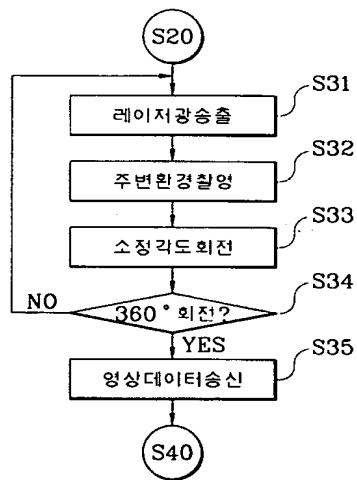 S20
S31
레이저광송출
S32
주변환경촬영
S33
소정각도회전
S34
360°회전?
NO
YES
S35
영상데이터송신
S40